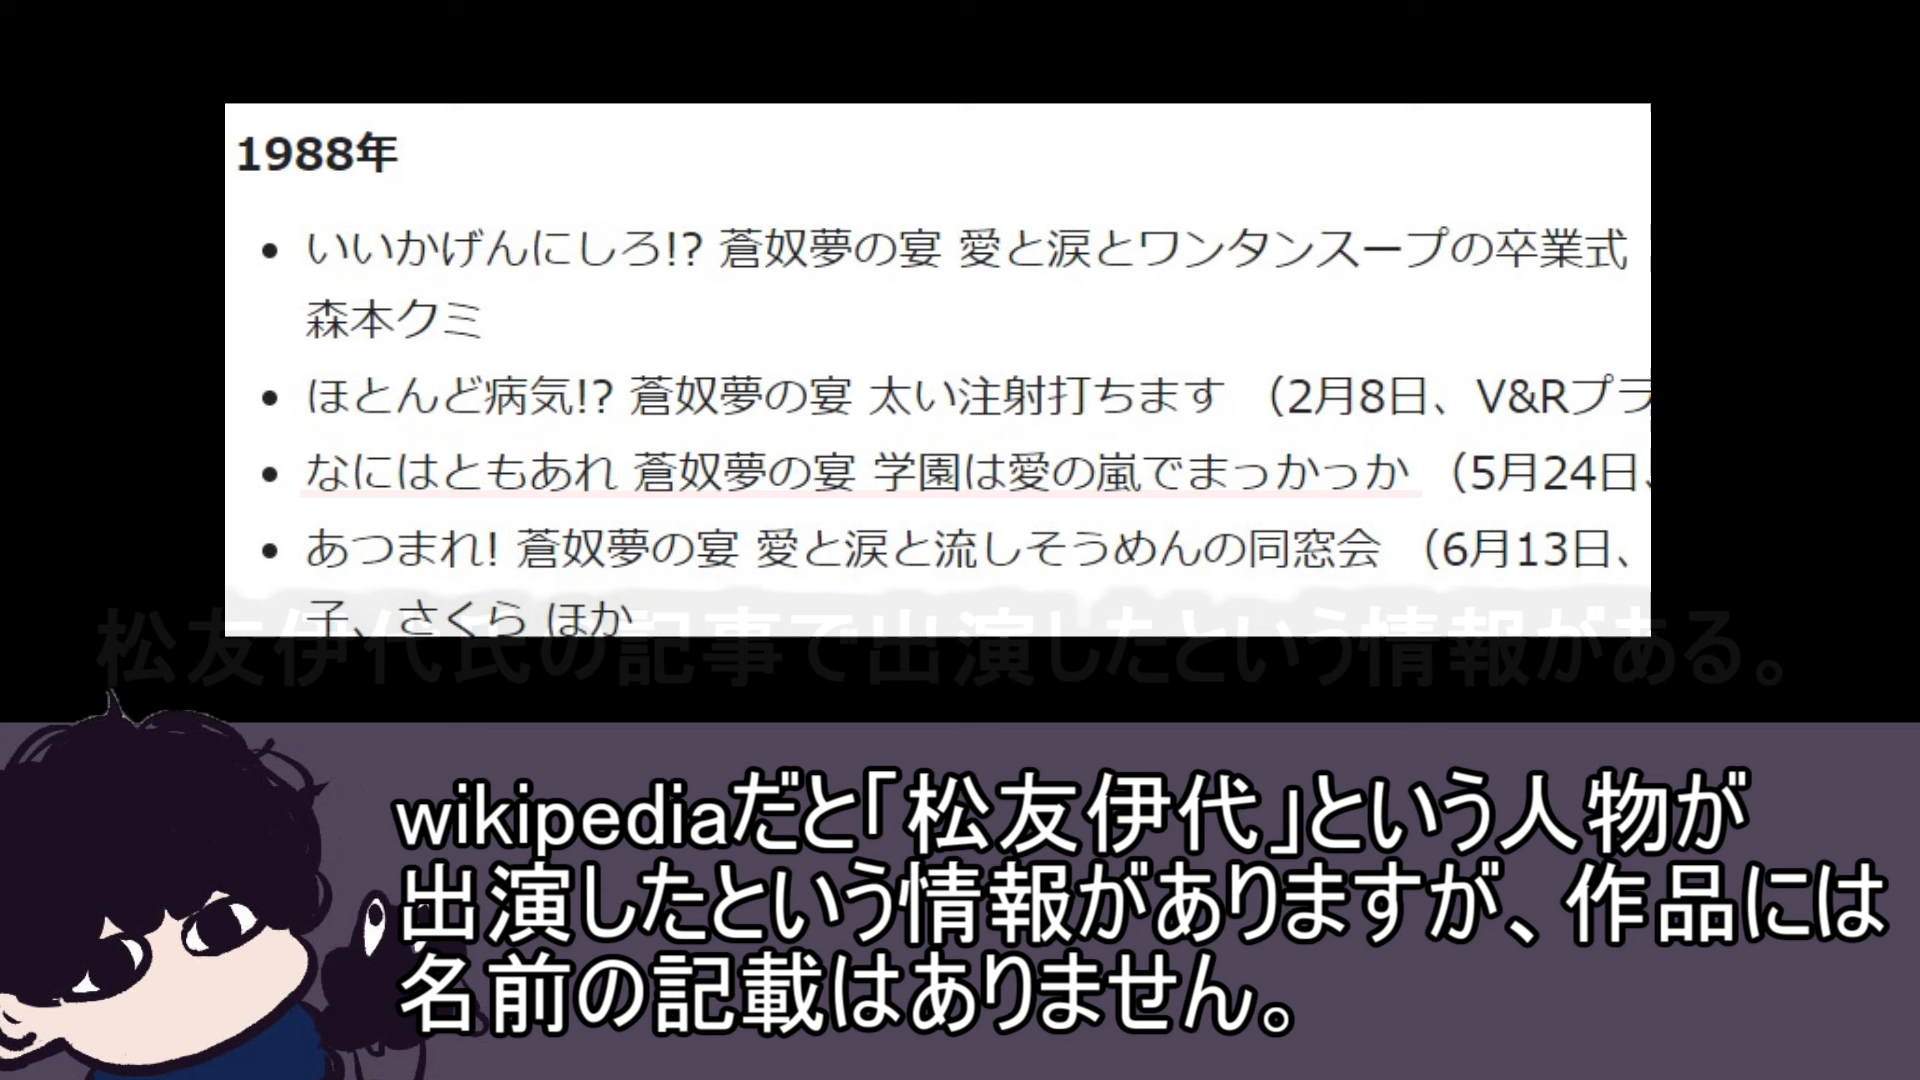 1988年
• いいかげんにしろ!? 蒼奴夢の宴 愛と涙とワンタンスープの卒業式
森本クミ
• ほとんど病気!? 蒼奴夢の宴 太い注射打ちます （2月8日、V&Rプラ
• なにはともあれ 蒼奴夢の宴 学園は愛の嵐でまっかっか （5月24日、
• あつまれ! 蒼奴夢の宴 愛と涙と流しそうめんの同窓会 （6月13日、
子、さくら ほか
松友伊代氏の記事で出演したという情報がある。
wikipediaだと「松友伊代」という人物が
出演したという情報がありますが、作品には
名前の記載はありません。